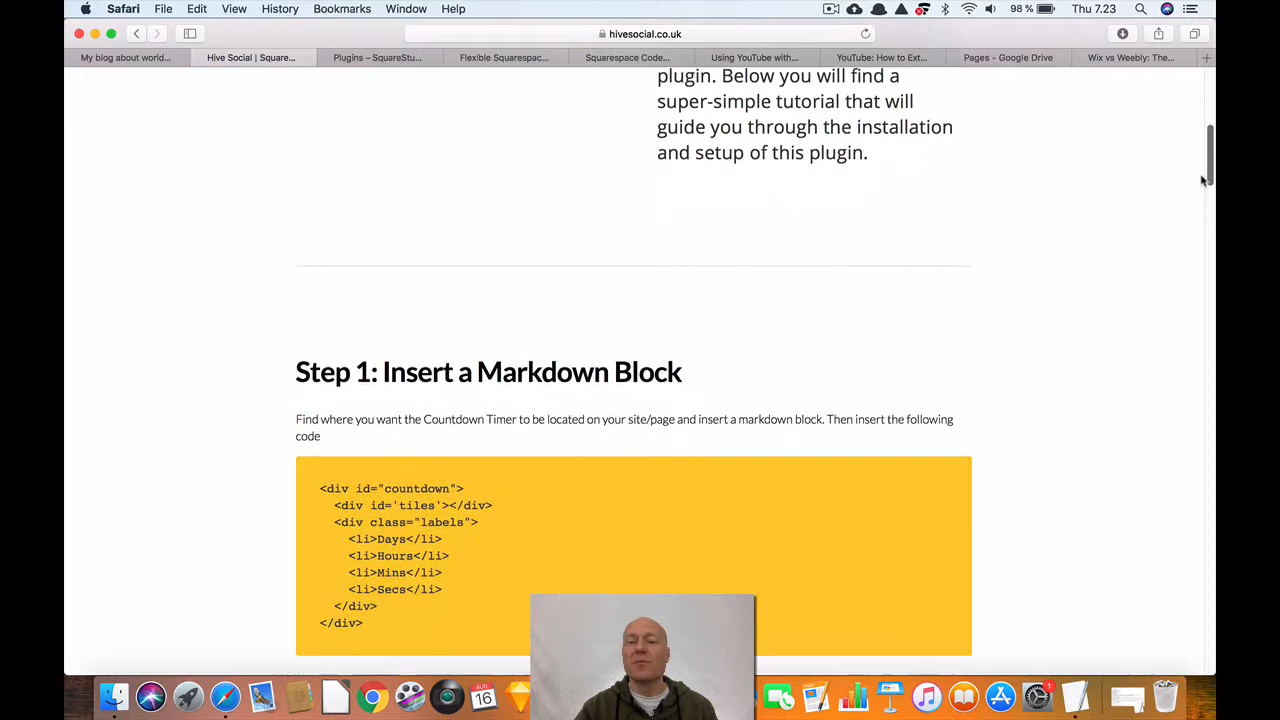 Safari File Edit View History Bookmarks Window Help 98 % Thu 7.23
hivesocial.co.uk
My blog about world... Hive Social | Square... Plugins – SquareStu... Flexible Squarespac... Squarespace Code... Using YouTube with... YouTube: How to Ext... Pages - Google Drive Wix vs Weebly: The...
plugin. Below you will find a
super-simple tutorial that will
guide you through the installation
and setup of this plugin.
Step 1: Insert a Markdown Block
Find where you want the Countdown Timer to be located on your site/page and insert a markdown block. Then insert the following
code
<div id="countdown">
<div id='tiles'></div>
<div class="labels">
<li>Days</li>
<li>Hours</li>
<li>Mins</li>
<li>Secs</li>
</div>
</div>
AUG
16
1